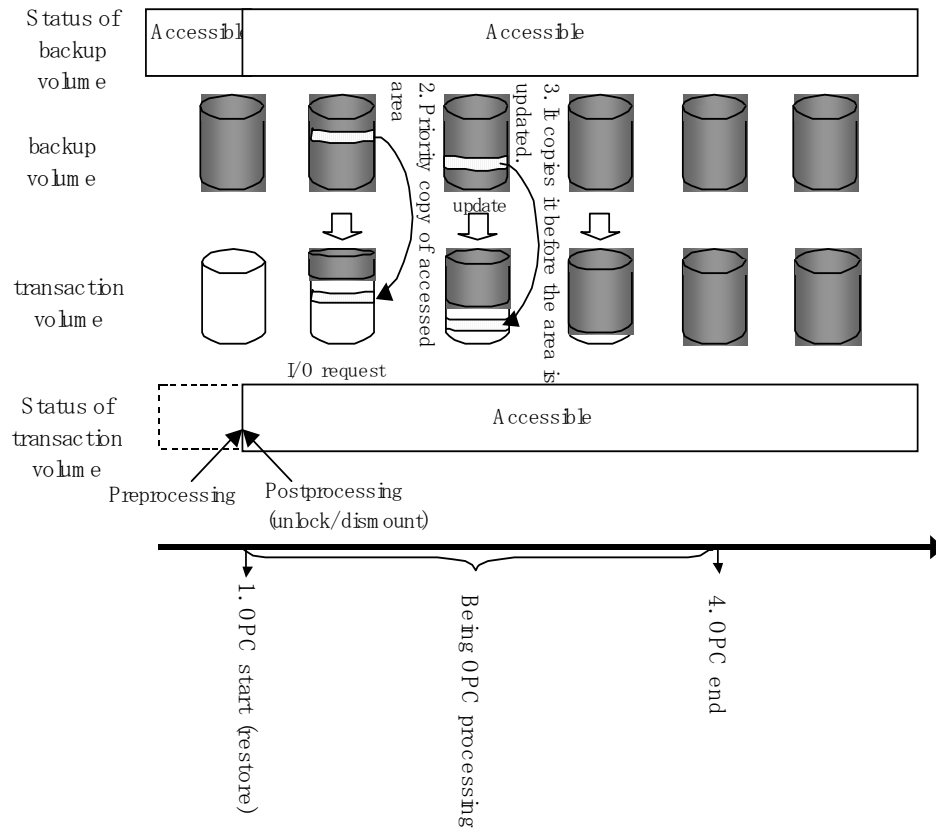 Status of
backup
volume
Accessible
Accessible
backup
volume
2. Priority copy of accessed
area
3. It copies it before the area is
updated.
update
transaction
volume
I/O request
Status of
transaction
volume
Accessible
Preprocessing
Postprocessing
(unlock/dismount)
1. OPC start (restore)
Being OPC processing
4. OPC end